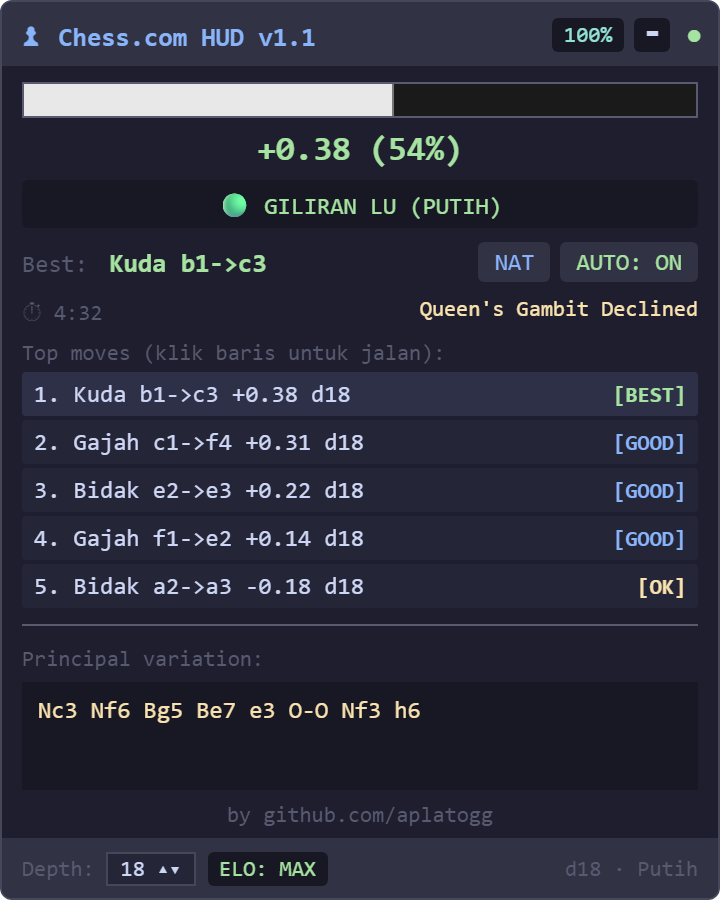 ♟ Chess.com HUD v1.1 100% -
+0.38 (54%)
GILIRAN LU (PUTIH)
Best: Kuda b1->c3 NAT AUTO: ON
⏱ 4:32 Queen's Gambit Declined
Top moves (klik baris untuk jalan):
1. Kuda b1->c3 +0.38 d18 [BEST]
2. Gajah c1->f4 +0.31 d18 [GOOD]
3. Bidak e2->e3 +0.22 d18 [GOOD]
4. Gajah f1->e2 +0.14 d18 [GOOD]
5. Bidak a2->a3 -0.18 d18 [OK]
Principal variation:
Nc3 Nf6 Bg5 Be7 e3 O-O Nf3 h6
by github.com/aplatogg
Depth: 18 ▲▼ ELO: MAX d18 · Putih